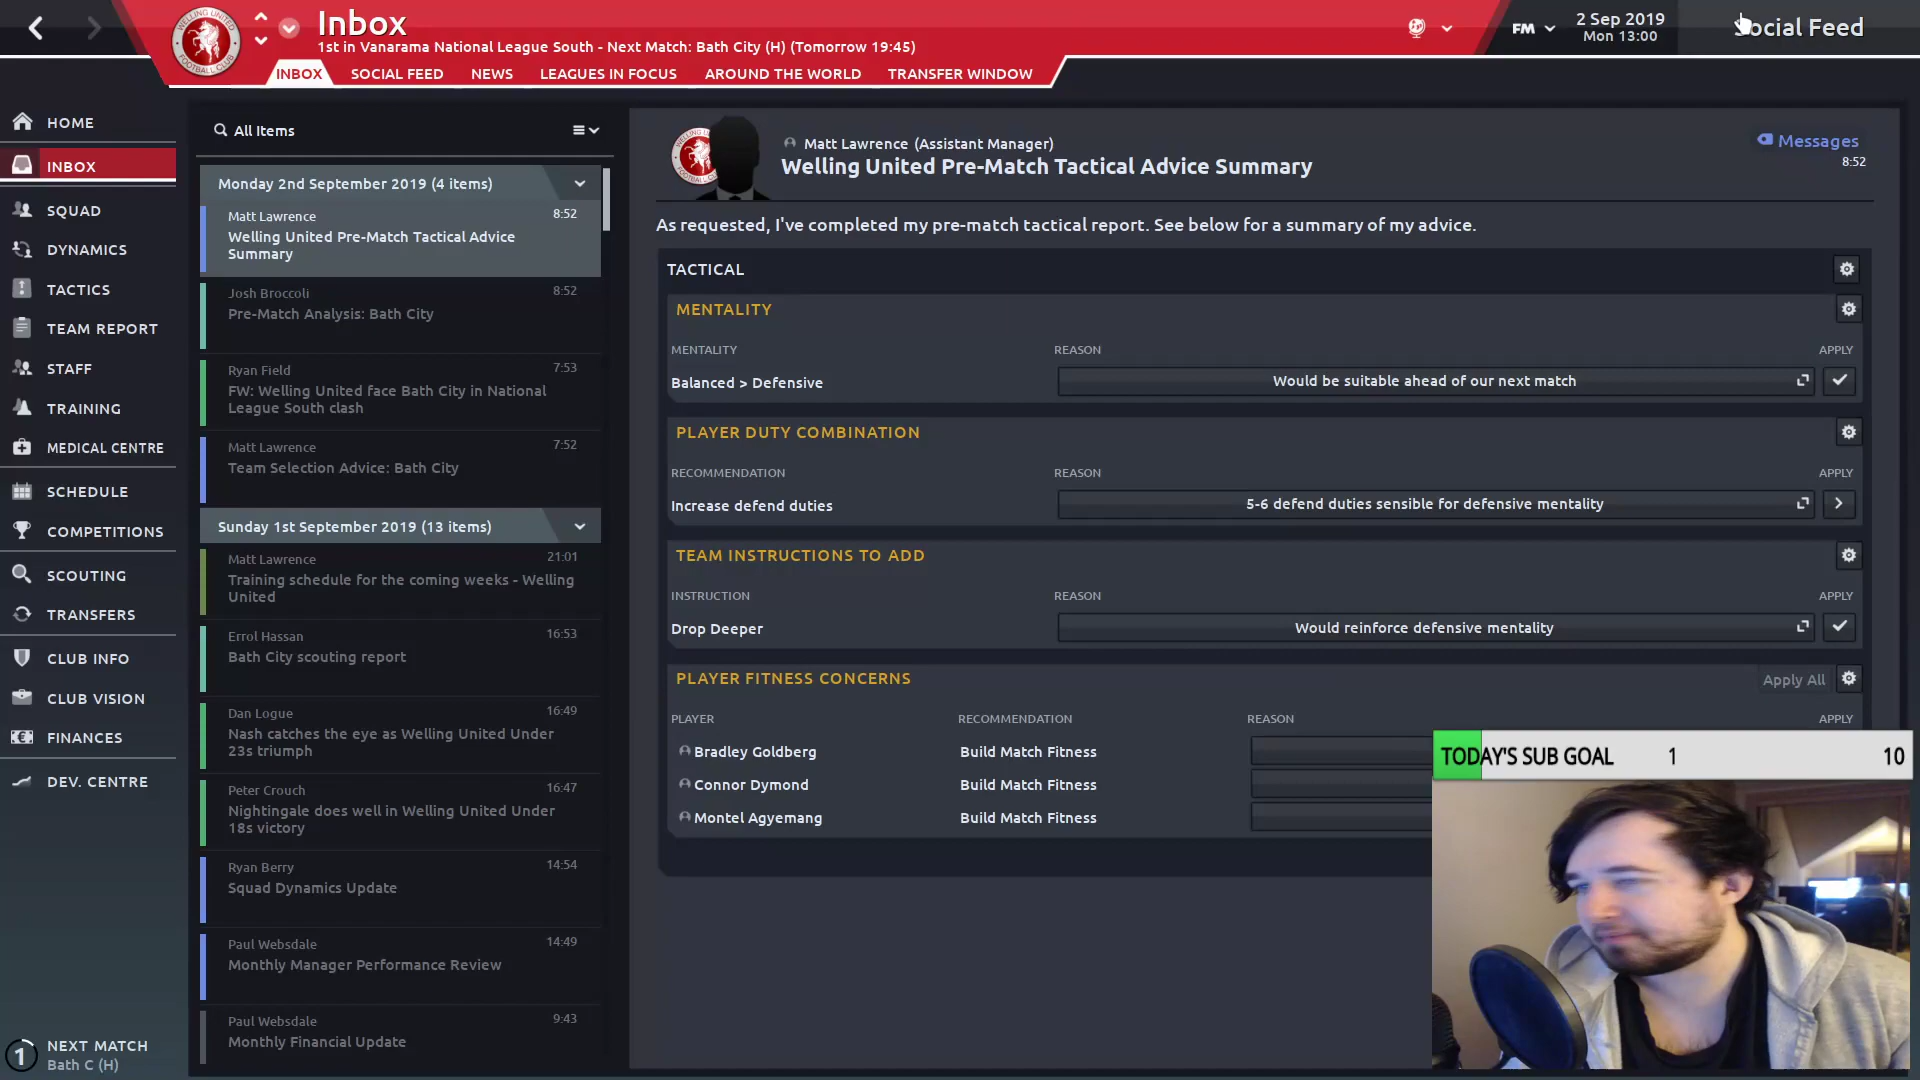 Inbox
1st in Vanarama National League South - Next Match: Bath City (H) (Tomorrow 19:45)
INBOX SOCIAL FEED NEWS LEAGUES IN FOCUS AROUND THE WORLD TRANSFER WINDOW
FM
2 Sep 2019
Mon 13:00
Social Feed
HOME
INBOX
SQUAD
DYNAMICS
TACTICS
TEAM REPORT
STAFF
TRAINING
MEDICAL CENTRE
SCHEDULE
COMPETITIONS
SCOUTING
TRANSFERS
CLUB INFO
CLUB VISION
FINANCES
DEV. CENTRE
1
NEXT MATCH
Bath C (H)
All Items
Monday 2nd September 2019 (4 items)
Matt Lawrence 8:52
Welling United Pre-Match Tactical Advice
Summary
Josh Broccoli 8:52
Pre-Match Analysis: Bath City
Ryan Field 7:53
FW: Welling United face Bath City in National
League South clash
Matt Lawrence 7:52
Team Selection Advice: Bath City
Sunday 1st September 2019 (13 items)
Matt Lawrence 21:01
Training schedule for the coming weeks - Welling
United
Errol Hassan 16:53
Bath City scouting report
Dan Logue 16:49
Nash catches the eye as Welling United Under
23s triumph
Peter Crouch 16:47
Nightingale does well in Welling United Under
18s victory
Ryan Berry 14:54
Squad Dynamics Update
Paul Websdale 14:49
Monthly Manager Performance Review
Paul Websdale 9:43
Monthly Financial Update
Matt Lawrence (Assistant Manager)
Welling United Pre-Match Tactical Advice Summary
Messages
8:52
As requested, I've completed my pre-match tactical report. See below for a summary of my advice.
TACTICAL
MENTALITY
MENTALITY REASON APPLY
Balanced > Defensive Would be suitable ahead of our next match
PLAYER DUTY COMBINATION
RECOMMENDATION REASON APPLY
Increase defend duties 5-6 defend duties sensible for defensive mentality
TEAM INSTRUCTIONS TO ADD
INSTRUCTION REASON APPLY
Drop Deeper Would reinforce defensive mentality
PLAYER FITNESS CONCERNS Apply All
PLAYER RECOMMENDATION REASON APPLY
Bradley Goldberg Build Match Fitness
Connor Dymond Build Match Fitness
Montel Agyemang Build Match Fitness
TODAY'S SUB GOAL 1 10